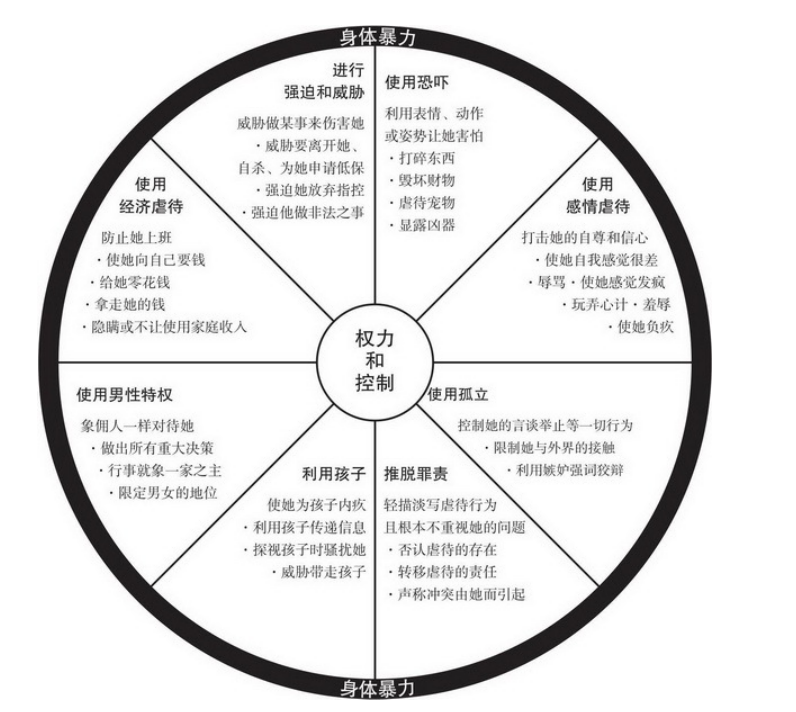 身体暴力
进行
强迫和威胁
威胁做某事来伤害她
·威胁要离开她、
自杀、为她申请低保
·强迫她放弃指控
·强迫他做非法之事
使用恐吓
利用表情、动作
或姿势让她害怕
·打碎东西
·毁坏财物
·虐待宠物
·显露凶器
使用
经济虐待
防止她上班
·使她向自己要钱
·给她零花钱
·拿走她的钱
·隐瞒或不让使用家庭收入
使用
感情虐待
打击她的自尊和信心
·使她自我感觉很差
·辱骂·使她感觉发疯
·玩弄心计·羞辱
·使她负疚
权力
和
控制
使用男性特权
象佣人一样对待她
·做出所有重大决策
·行事就象一家之主
·限定男女的地位
使用孤立
控制她的言谈举止等一切行为
·限制她与外界的接触
·利用嫉妒强词狡辩
利用孩子
使她为孩子内疚
·利用孩子传递信息
·探视孩子时骚扰她
·威胁带走孩子
推脱罪责
轻描淡写虐待行为
且根本不重视她的问题
·否认虐待的存在
·转移虐待的责任
·声称冲突由她而引起
身体暴力